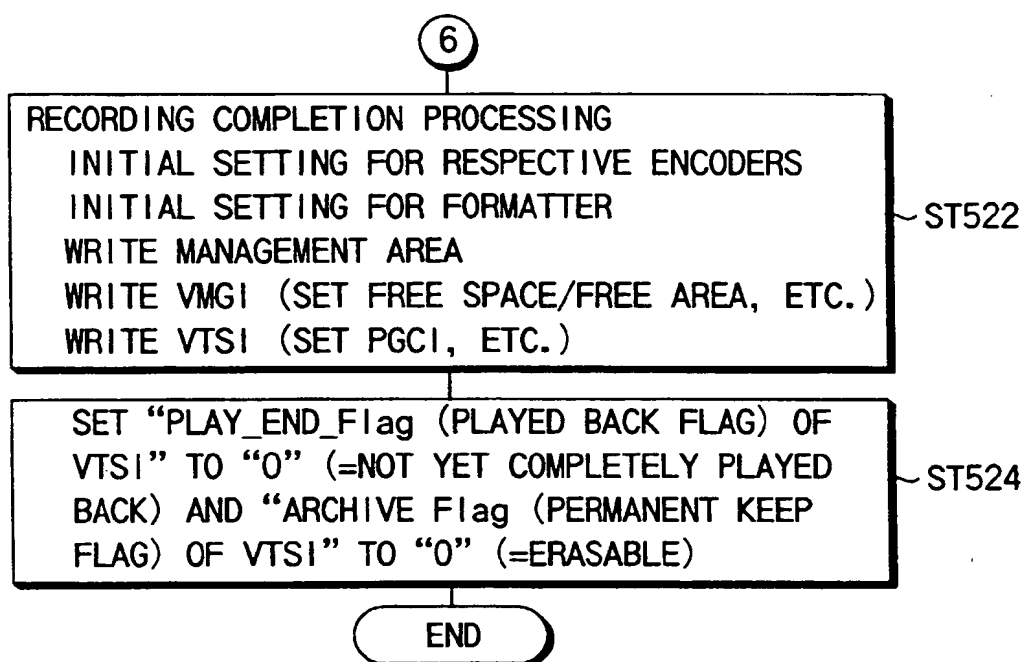 6
RECORDING COMPLETION PROCESSING
INITIAL SETTING FOR RESPECTIVE ENCODERS
INITIAL SETTING FOR FORMATTER
WRITE MANAGEMENT AREA
WRITE VMGI (SET FREE SPACE/FREE AREA, ETC.)
WRITE VTSI (SET PGCI, ETC.)
ST522
SET “PLAY_END_Flag (PLAYED BACK FLAG) OF
VTSI” TO “0” (=NOT YET COMPLETELY PLAYED
BACK) AND “ARCHIVE Flag (PERMANENT KEEP
FLAG) OF VTSI” TO “0” (=ERASABLE)
ST524
END